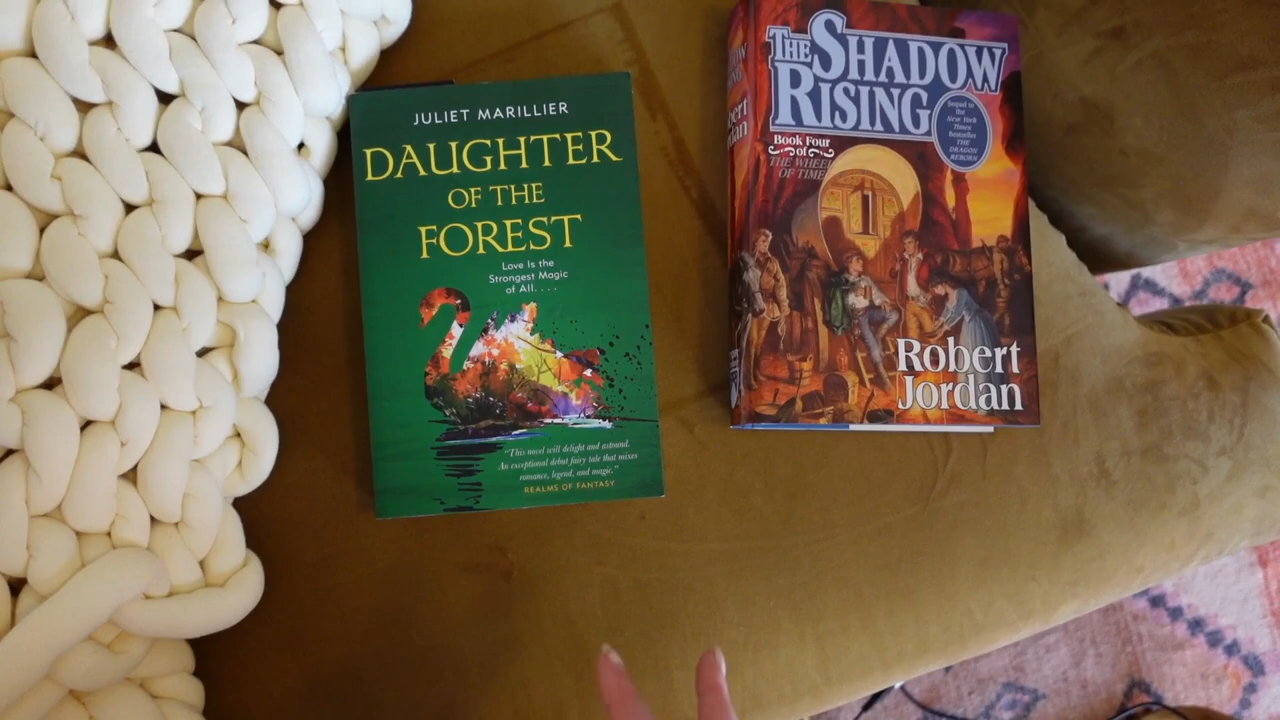 JULIET MARILLIER
DAUGHTER
OF THE
FOREST
Love Is the
Strongest Magic
of All. . . .
"This novel will delight and astound.
An exceptional debut fairy tale that mixes
romance, legend, and magic."
REALMS OF FANTASY
THE SHADOW
RISING
Sequel to
the
New York
Times
Bestseller
THE
DRAGON
REBORN
Book Four
of
THE WHEEL
OF TIME
Robert
Jordan